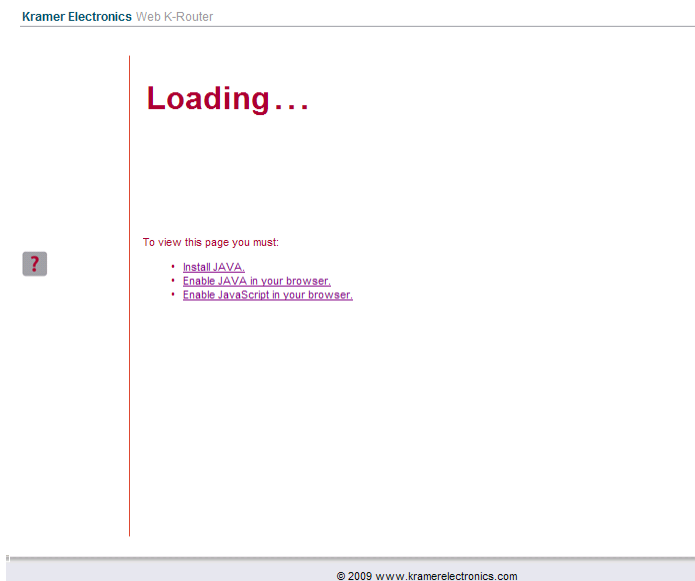 Kramer Electronics Web K-Router
Loading...
To view this page you must:
• Install JAVA.
• Enable JAVA in your browser.
• Enable JavaScript in your browser.
?
© 2009 www.kramerelectronics.com